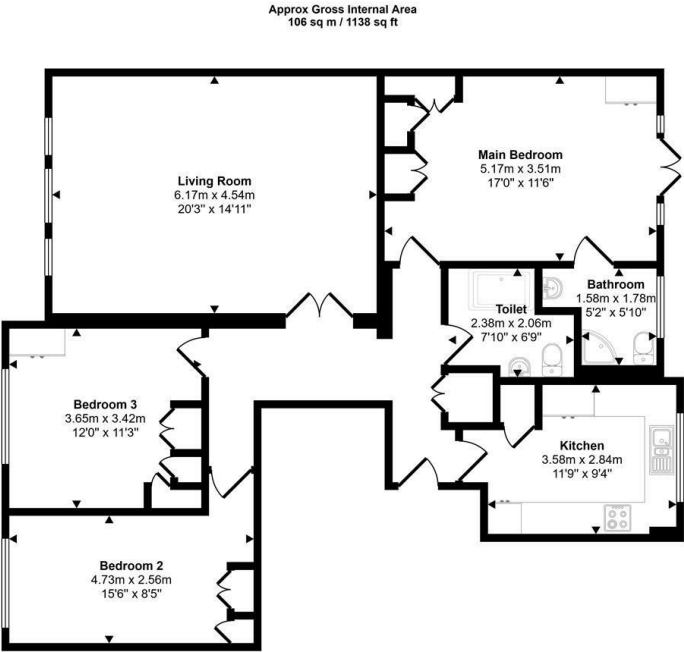 Approx Gross Internal Area
106 sq m / 1138 sq ft
Living Room
6.17m x 4.54m
20'3" x 14'11"
Main Bedroom
5.17m x 3.51m
17'0" x 11'6"
Bathroom
1.58m x 1.78m
5'2" x 5'10"
Toilet
2.38m x 2.06m
7'10" x 6'9"
Bedroom 3
3.65m x 3.42m
12'0" x 11'3"
Kitchen
3.58m x 2.84m
11'9" x 9'4"
Bedroom 2
4.73m x 2.56m
15'6" x 8'5"